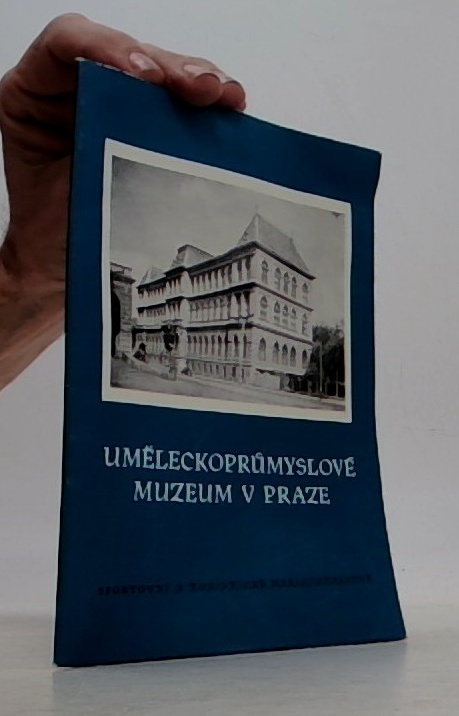 UMĚLECKOPRŮMYSLOVÉ
MUZEUM V PRAZE
SPORTOVNÍ A TURISTICKÉ NAKLADATELSTVÍ